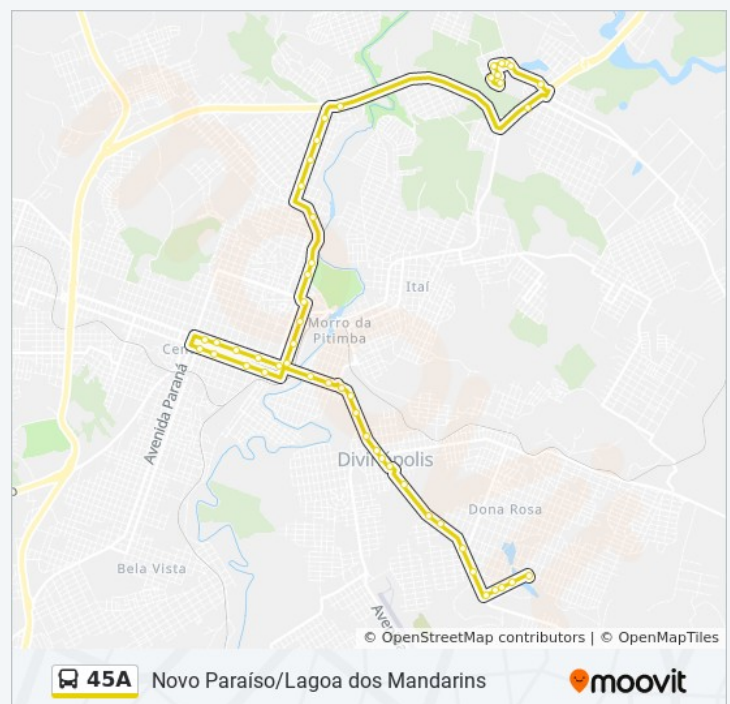 Itaí
Morro da
Pitimba
Cen
Avenida Paraná
Divinópolis
Dona Rosa
Bela Vista
Ave
© OpenStreetMap contributors | © OpenMapTiles
45A Novo Paraíso/Lagoa dos Mandarins moovit